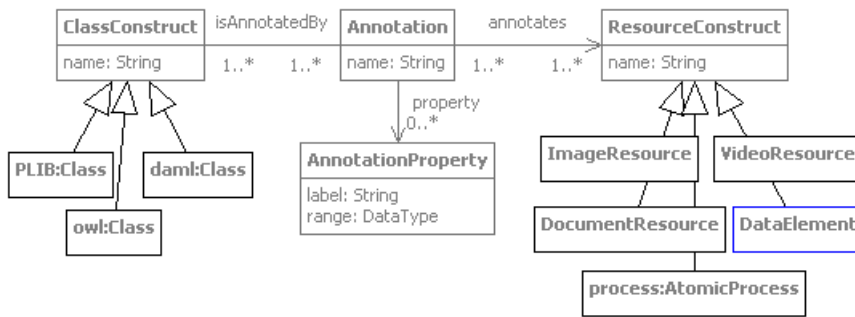 ClassConstruct isAnnotatedBy Annotation annotates ResourceConstruct
name: String 1..* 1..* name: String 1..* 1..* name: String
property
0..*
PLIB:Class daml:Class AnnotationProperty ImageResource VideoResource
label: String
range: DataType
owl:Class DocumentResource DataElement
process:AtomicProcess